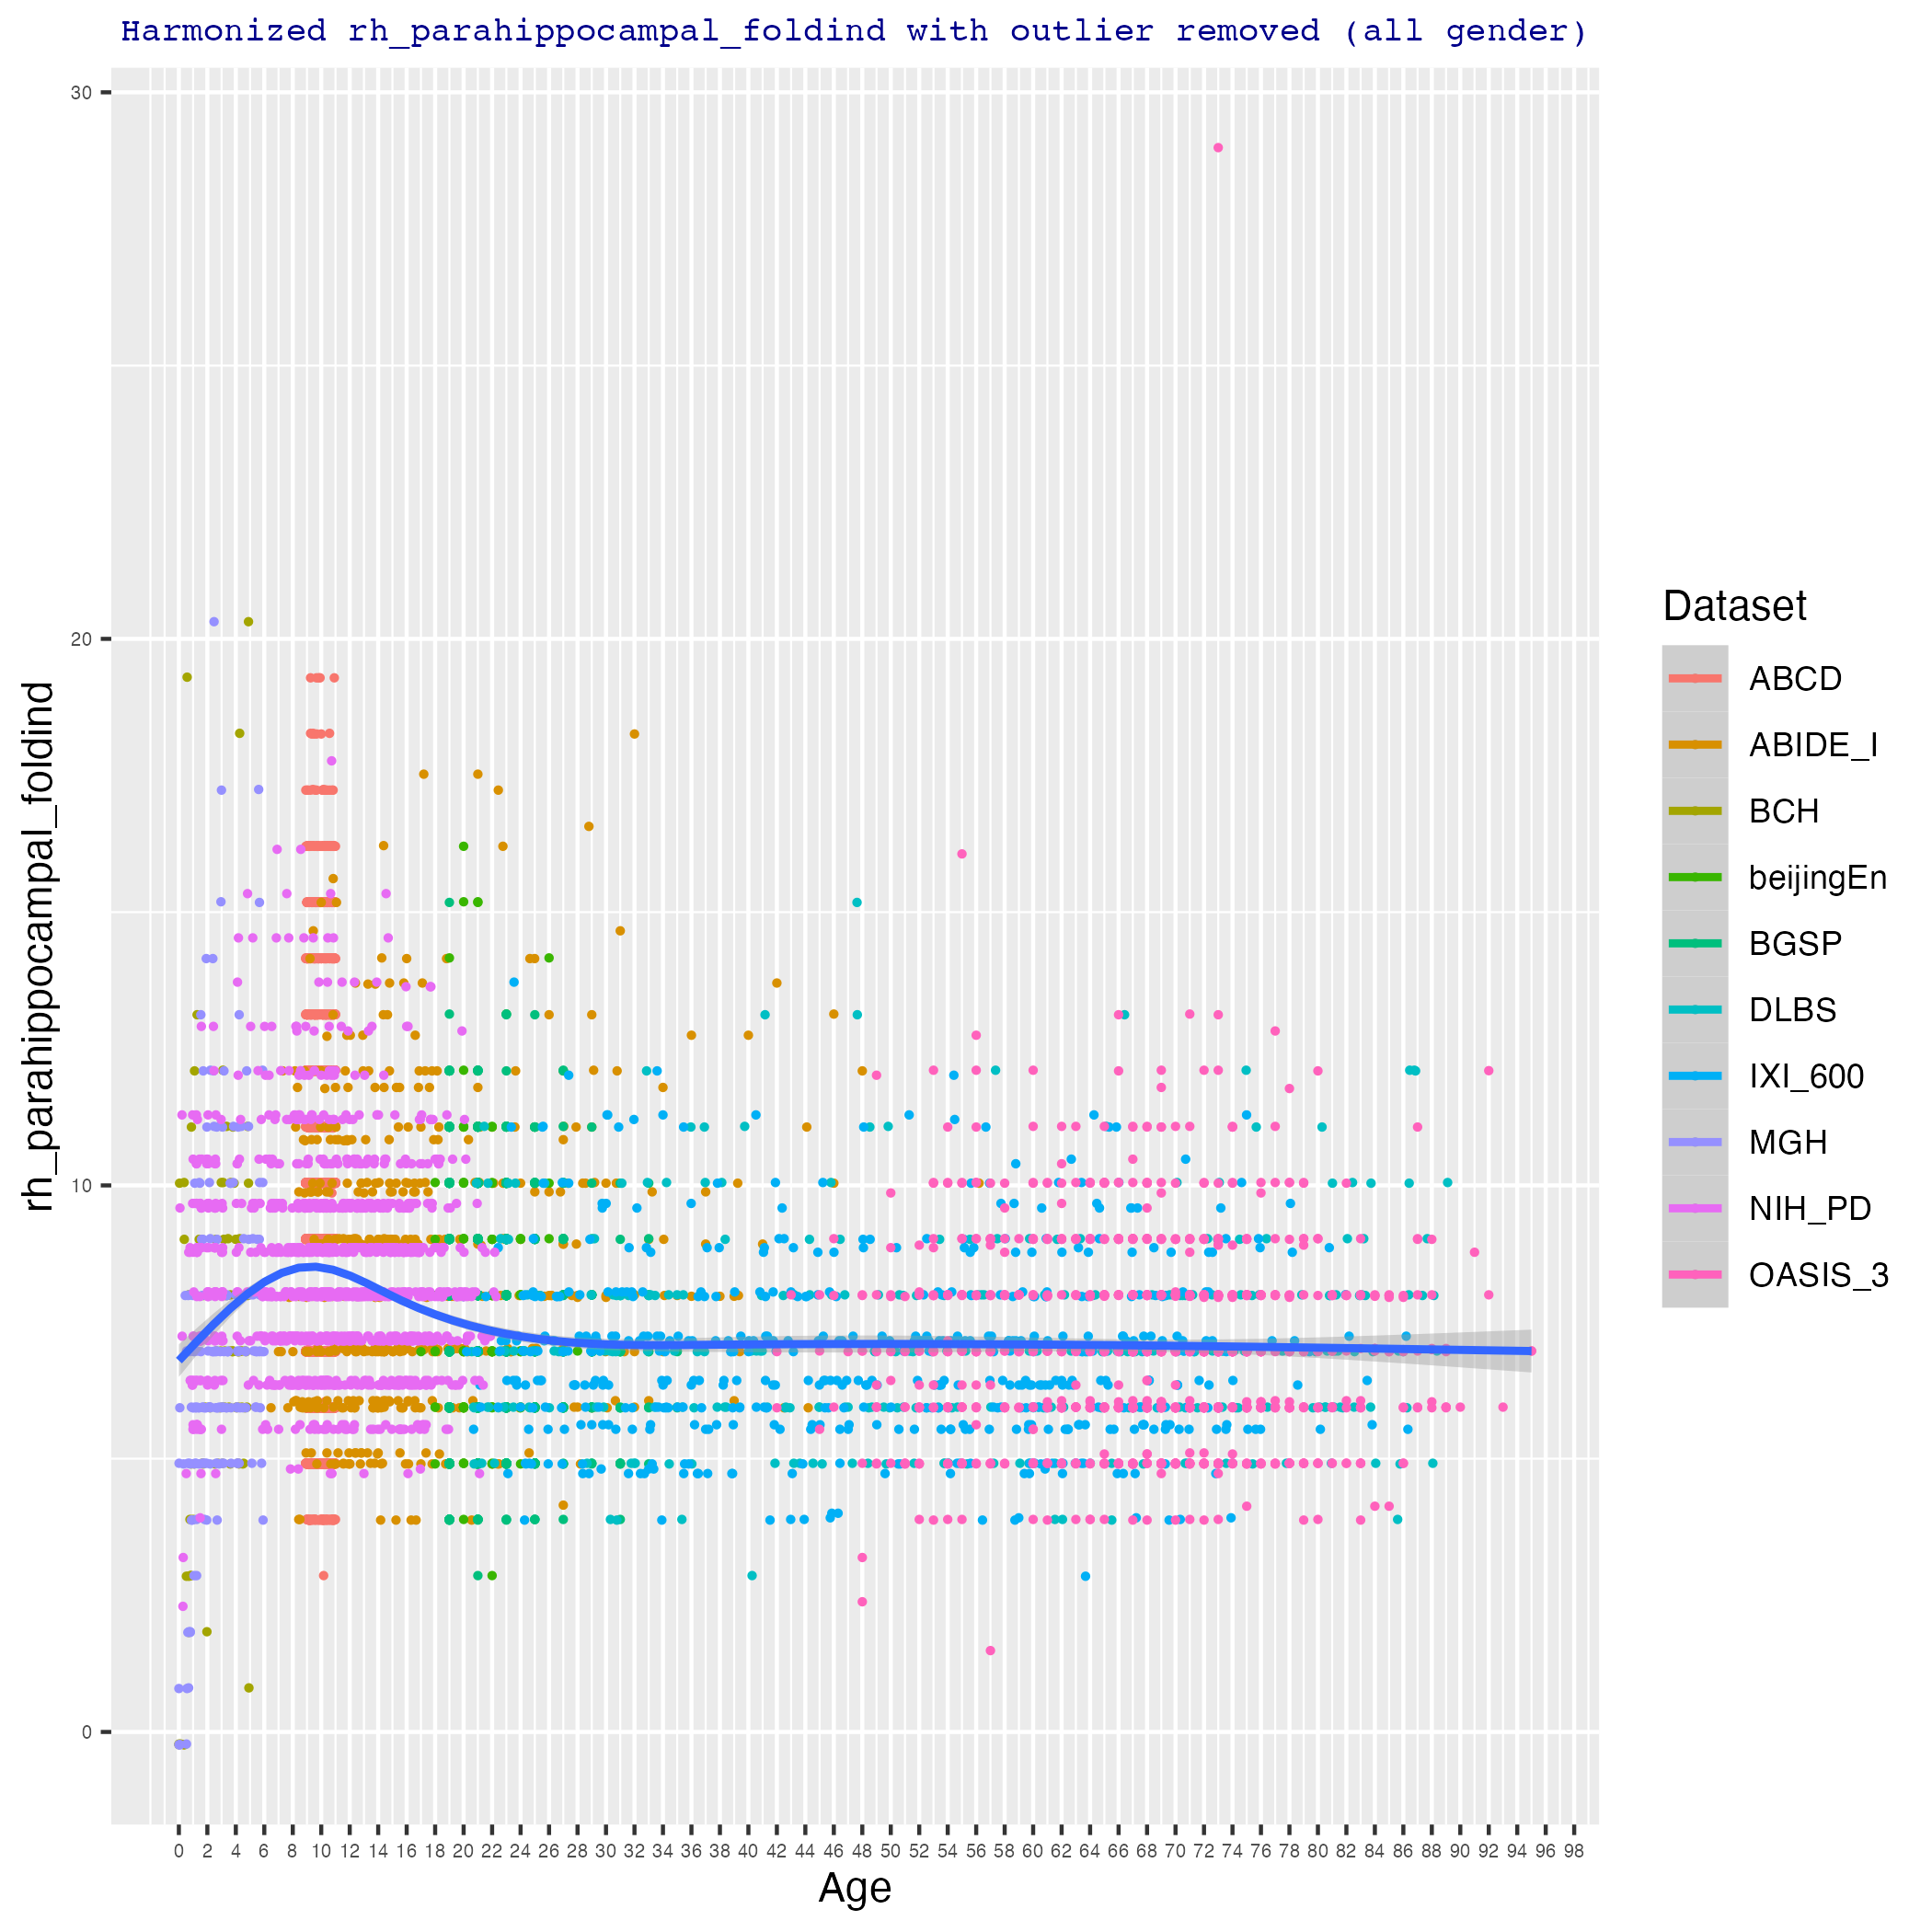 Harmonized rh_parahippocampal_foldind with outlier removed (all gender)
30
20
10
0
rh_parahippocampal_foldind
0 2 4 6 8 10 12 14 16 18 20 22 24 26 28 30 32 34 36 38 40 42 44 46 48 50 52 54 56 58 60 62 64 66 68 70 72 74 76 78 80 82 84 86 88 90 92 94 96 98
Age
Dataset
ABCD
ABIDE_I
BCH
beijingEn
BGSP
DLBS
IXI_600
MGH
NIH_PD
OASIS_3